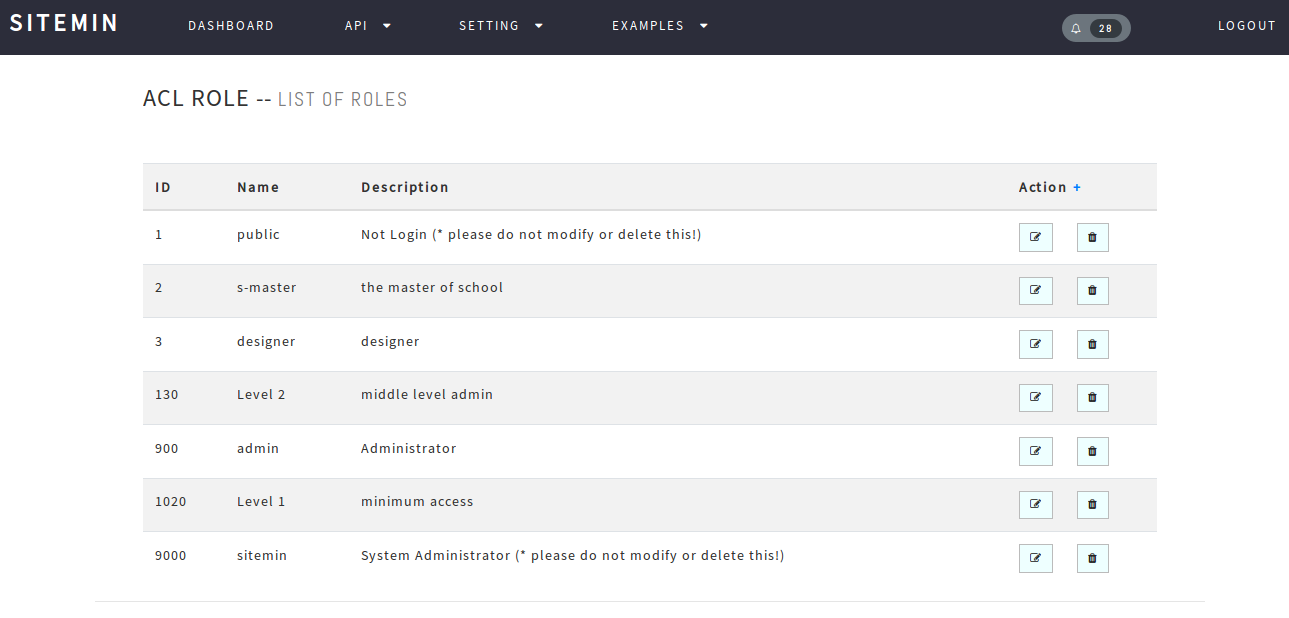 SITEMIN DASHBOARD API SETTING EXAMPLES 28 LOGOUT
ACL ROLE -- LIST OF ROLES
ID Name Description Action +
1 public Not Login (* please do not modify or delete this!)
2 s-master the master of school
3 designer designer
130 Level 2 middle level admin
900 admin Administrator
1020 Level 1 minimum access
9000 sitemin System Administrator (* please do not modify or delete this!)